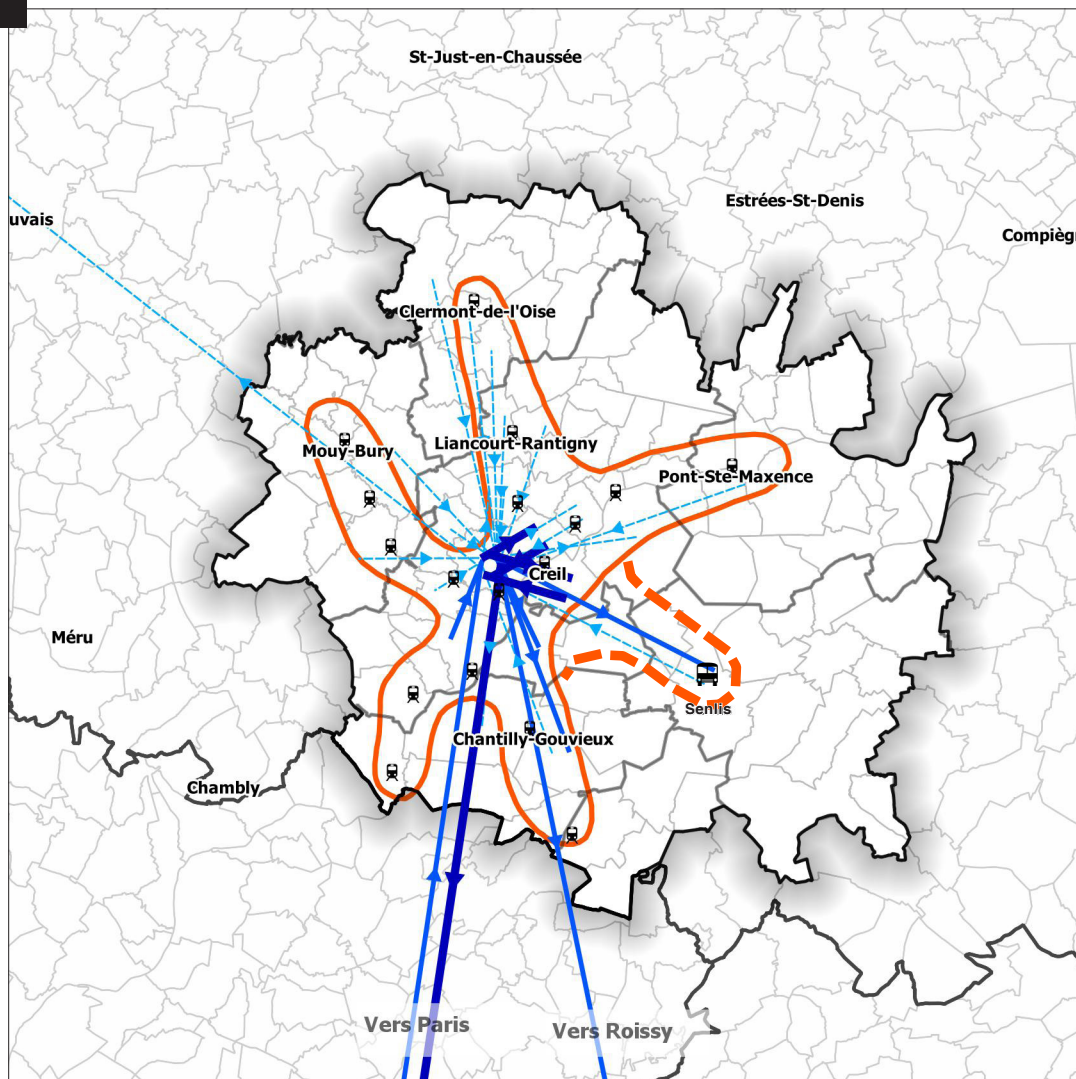 St-Just-en-Chaussée
Estrées-St-Denis
uvais
Compièg
Clermont-de-l'Oise
Liancourt-Rantigny
Mouy-Bury
Pont-Ste-Maxence
Creil
Méru
Senlis
Chantilly-Gouvieux
Chambly
Vers Paris
Vers Roissy